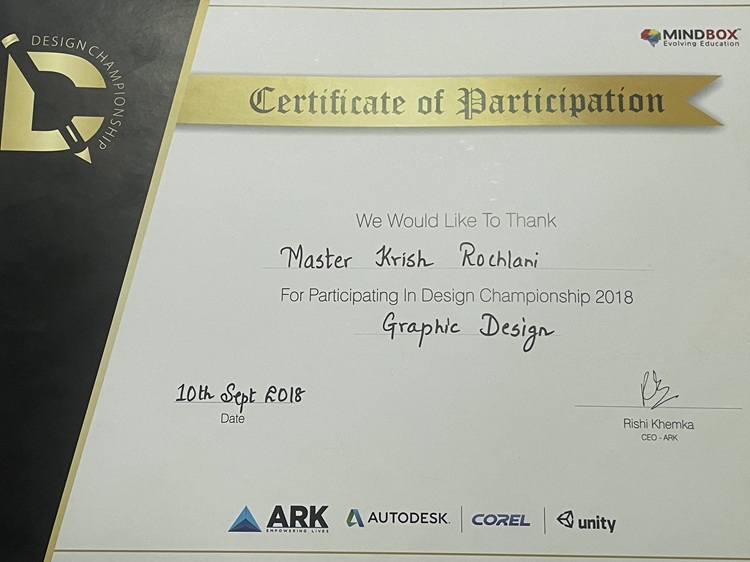 DESIGN CHAMPIONSHIP
MINDBOX
Evolving Education
Certificate of Participation
We Would Like To Thank
Master Krish Rochlani
For Participating In Design Championship 2018
Graphic Design
10th Sept 2018
Date
Rishi Khemka
CEO - ARK
ARK
EMPOWERING LIVES
AUTODESK.
COREL
unity